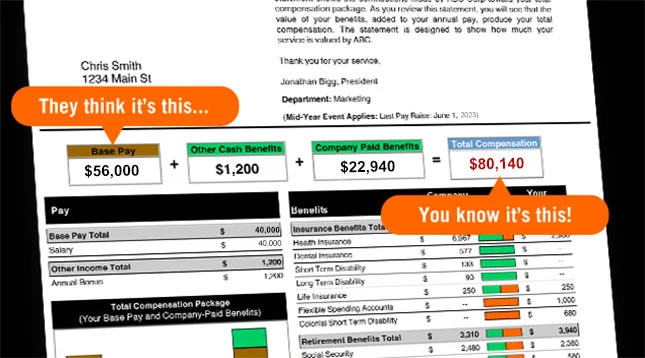 compensation package. As you review this statement, you will see that the
value of your benefits, added to your annual pay, produce your total
compensation. The statement is designed to show how much your
service is valued by ABC.
Thank you for your service,
Jonathan Bigg, President
Department: Marketing
(Mid-Year Event Applies: Last Pay Raise: June 1, 2023)
Chris Smith
1234 Main St
They think it's this...
Base Pay
$56,000
+
Other Cash Benefits
$1,200
+
Company Paid Benefits
$22,940
=
Total Compensation
$80,140
You know it's this!
Pay
Base Pay Total $ 40,000
Salary $ 40,000
Other Income Total $ 1,200
Annual Bonus $ 1,200
Total Compensation Package
(Your Base Pay and Company-Paid Benefits)
Benefits Your
Insurance Benefits Total
Health Insurance $ 6,967
Dental Insurance $ 577 $ --
Short Term Disability $ 133 $ --
Long Term Disability $ 93 $ --
Life Insurance $ 250 $ 250
Flexible Spending Accounts $ -- $ 1,000
Colonial Short Term Disability $ -- $ 680
Retirement Benefits Total $ 3,310 $ 3,940
Social Security $ 2,480